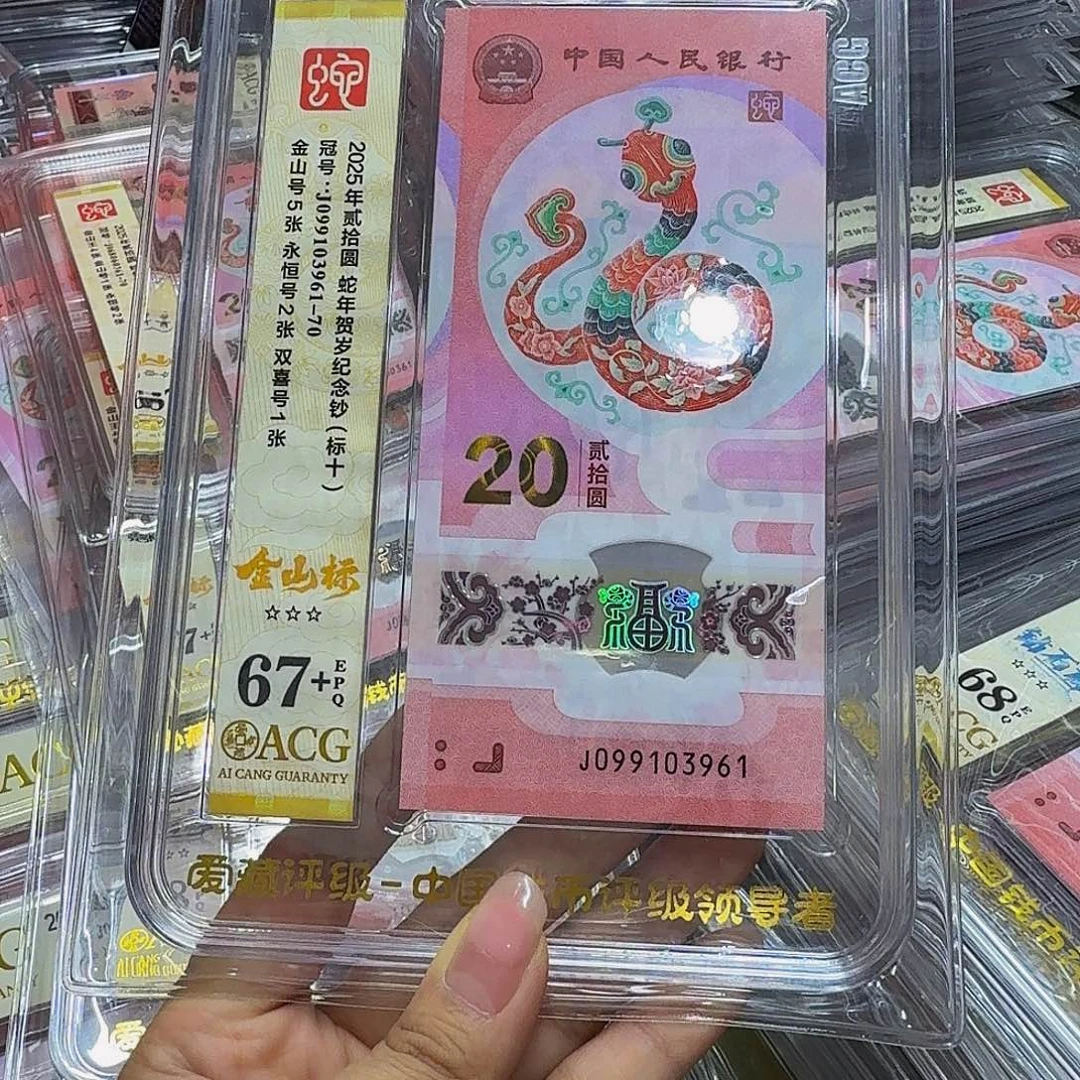 蛇
2025年贰拾圆 蛇年贺岁纪念钞(标十)
冠号:J099103961-70
金山号5张 永恒号2张 双喜号1张
金山标
☆☆☆
67+
EPQ
ACG
AI CANG GUARANTY
中国人民银行
蛇
20
贰拾圆
福
J099103961
爱藏评级-中国钱币评级领导者
ACG
68
EPQ